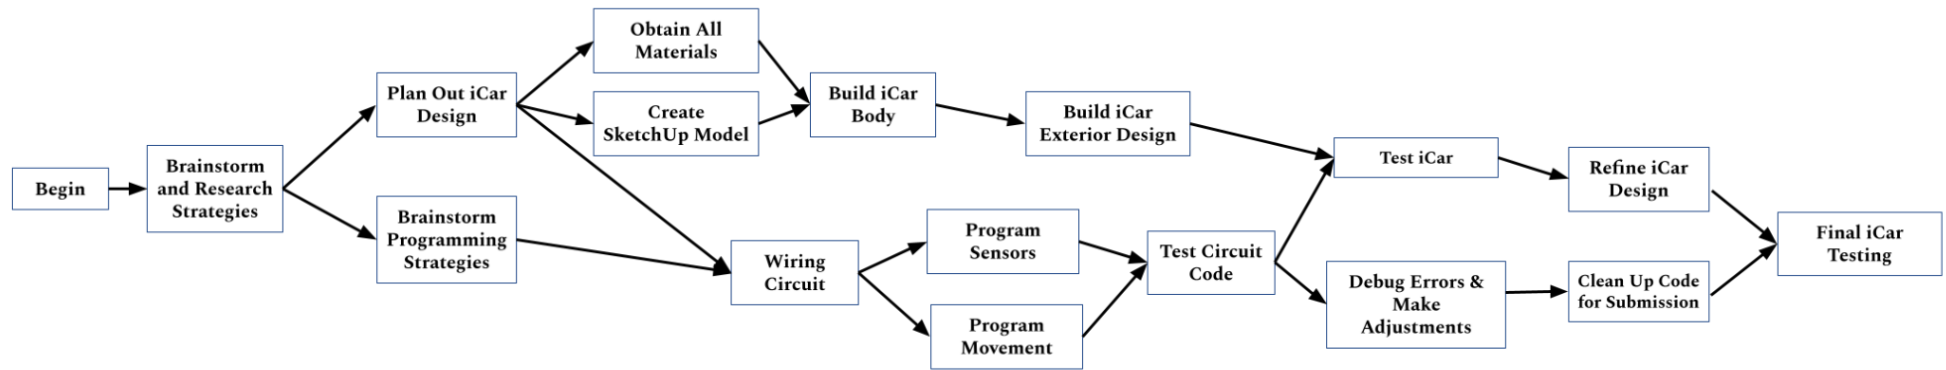 Begin
Brainstorm
and Research
Strategies
Plan Out iCar
Design
Brainstorm
Programming
Strategies
Obtain All
Materials
Create
SketchUp Model
Build iCar
Body
Wiring
Circuit
Build iCar
Exterior Design
Program
Sensors
Program
Movement
Test Circuit
Code
Test iCar
Debug Errors &
Make
Adjustments
Refine iCar
Design
Clean Up Code
for Submission
Final iCar
Testing